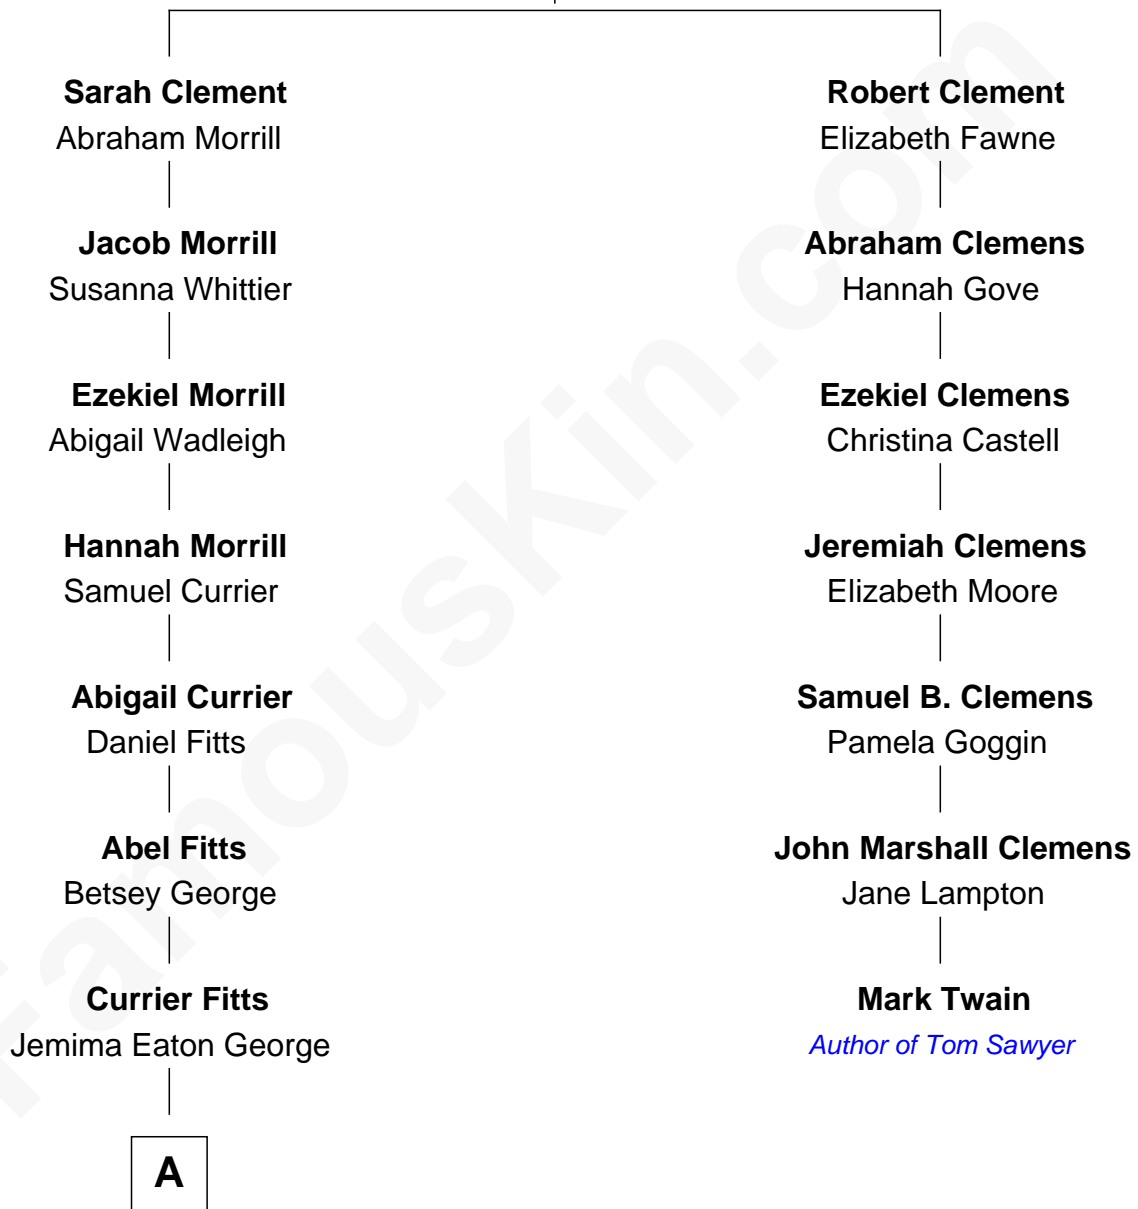 Sarah Clement
Abraham Morrill
Jacob Morrill
Susanna Whittier
Ezekiel Morrill
Abigail Wadleigh
Hannah Morrill
Samuel Currier
Abigail Currier
Daniel Fitts
Abel Fitts
Betsey George
Currier Fitts
Jemima Eaton George
A
Robert Clement
Elizabeth Fawne
Abraham Clemens
Hannah Gove
Ezekiel Clemens
Christina Castell
Jeremiah Clemens
Elizabeth Moore
Samuel B. Clemens
Pamela Goggin
John Marshall Clemens
Jane Lampton
Mark Twain
Author of Tom Sawyer
FamousKin.com